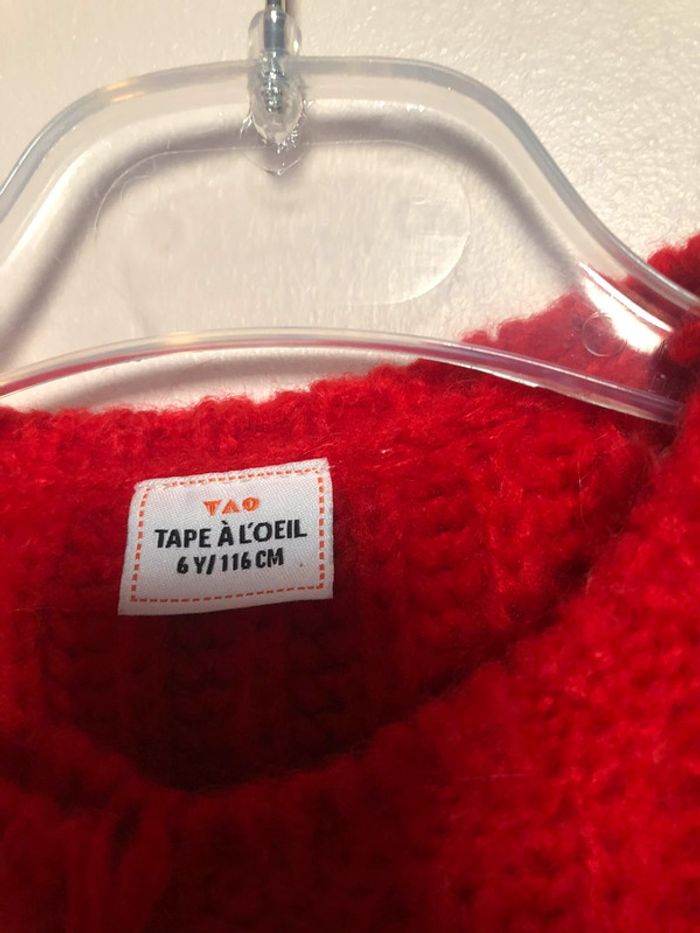 TAO
TAPE À L'OEIL
6 Y/116 CM